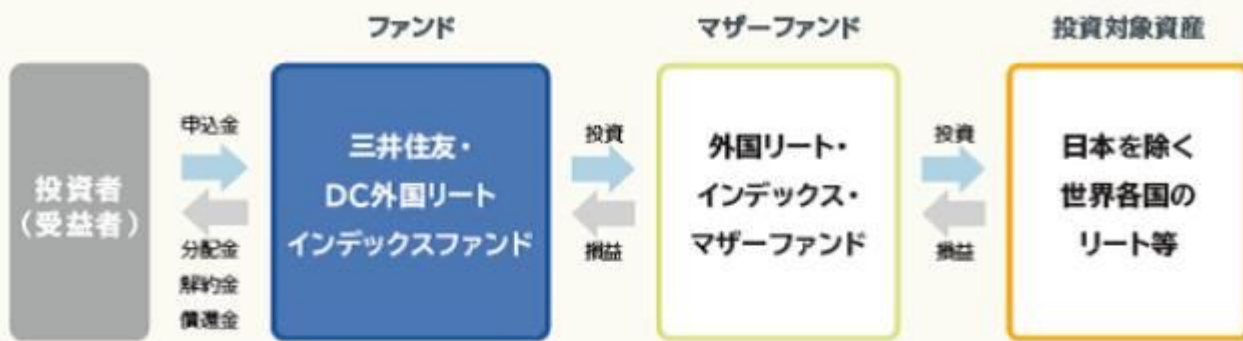 ファンド
マザーファンド
投資対象資産
投資者
（受益者）
申込金
分配金
解約金
償還金
三井住友・
DC外国リート
インデックスファンド
投資
損益
外国リート・
インデックス・
マザーファンド
投資
損益
日本を除く
世界各国の
リート等